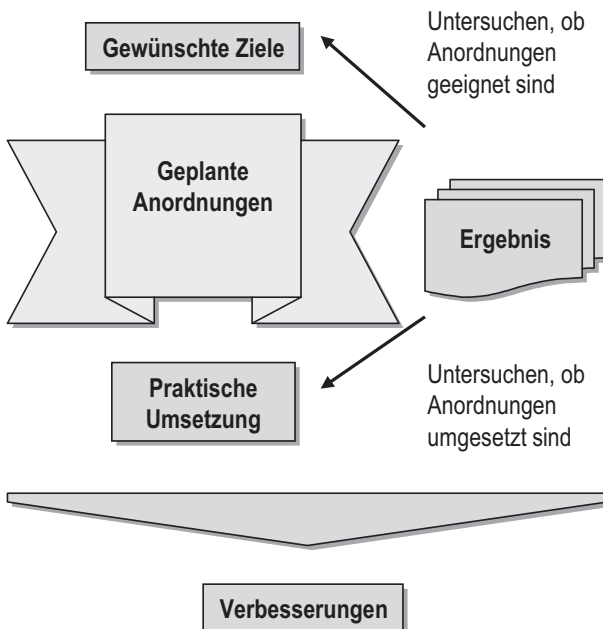 Gewünschte Ziele
Untersuchen, ob
Anordnungen
geeignet sind
Geplante
Anordnungen
Ergebnis
Praktische
Umsetzung
Untersuchen, ob
Anordnungen
umgesetzt sind
Verbesserungen